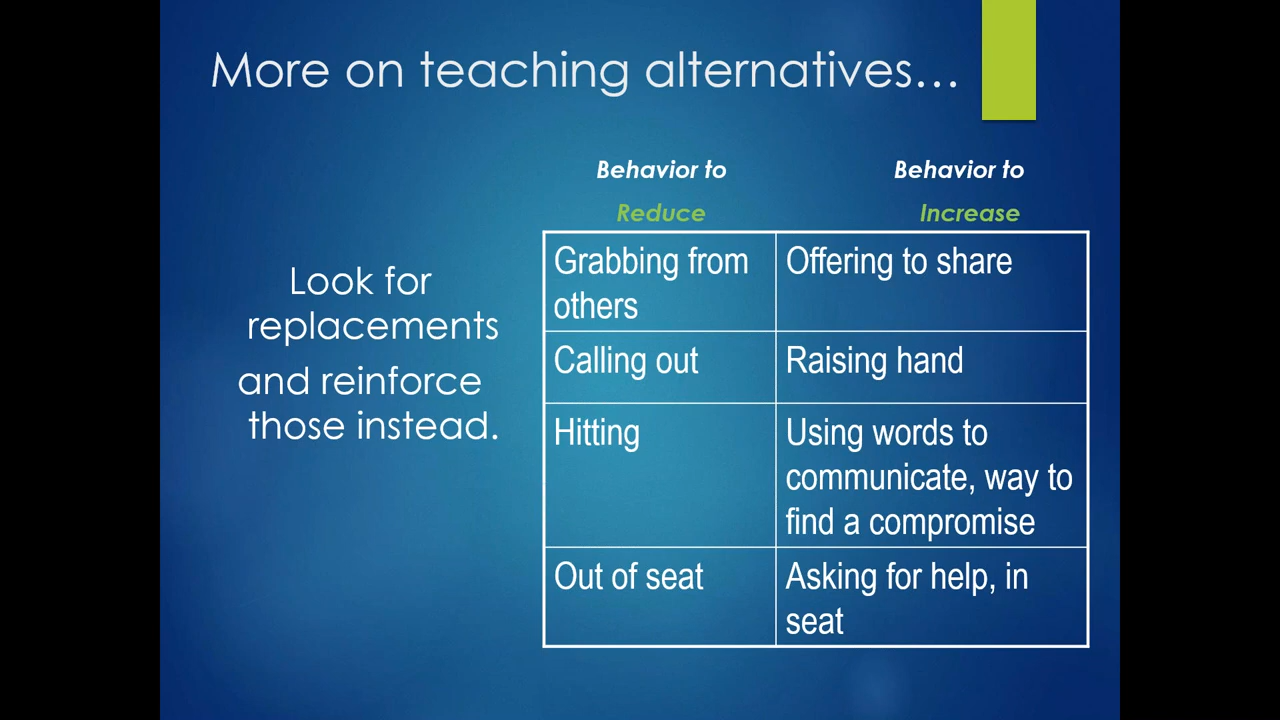 More on teaching alternatives…
Look for
replacements
and reinforce
those instead.
Behavior to
Reduce
Behavior to
Increase
Grabbing from
others
Offering to share
Calling out
Raising hand
Hitting
Using words to
communicate, way to
find a compromise
Out of seat
Asking for help, in
seat